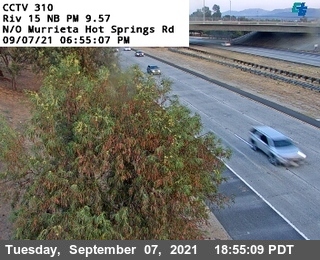 CCTV 310
Riv 15 NB PM 9.57
N/O Murrieta Hot Springs Rd
09/07/21 06:55:07 PM
Tuesday, September 07, 2021 18:55:09 PDT